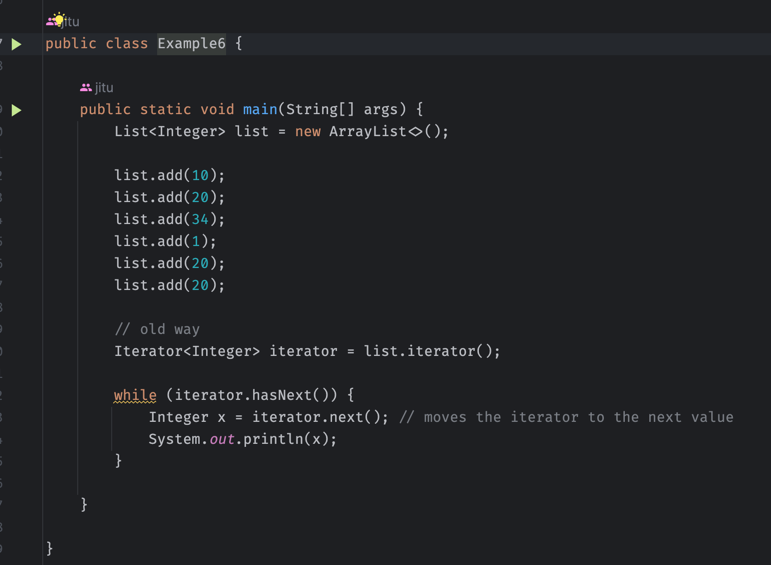 jitu
public class Example6 {
jitu
public static void main(String[] args) {
List<Integer> list = new ArrayList<>();
list.add(10);
list.add(20);
list.add(34);
list.add(1);
list.add(20);
list.add(20);
// old way
Iterator<Integer> iterator = list.iterator();
while (iterator.hasNext()) {
Integer x = iterator.next(); // moves the iterator to the next value
System.out.println(x);
}
}
}